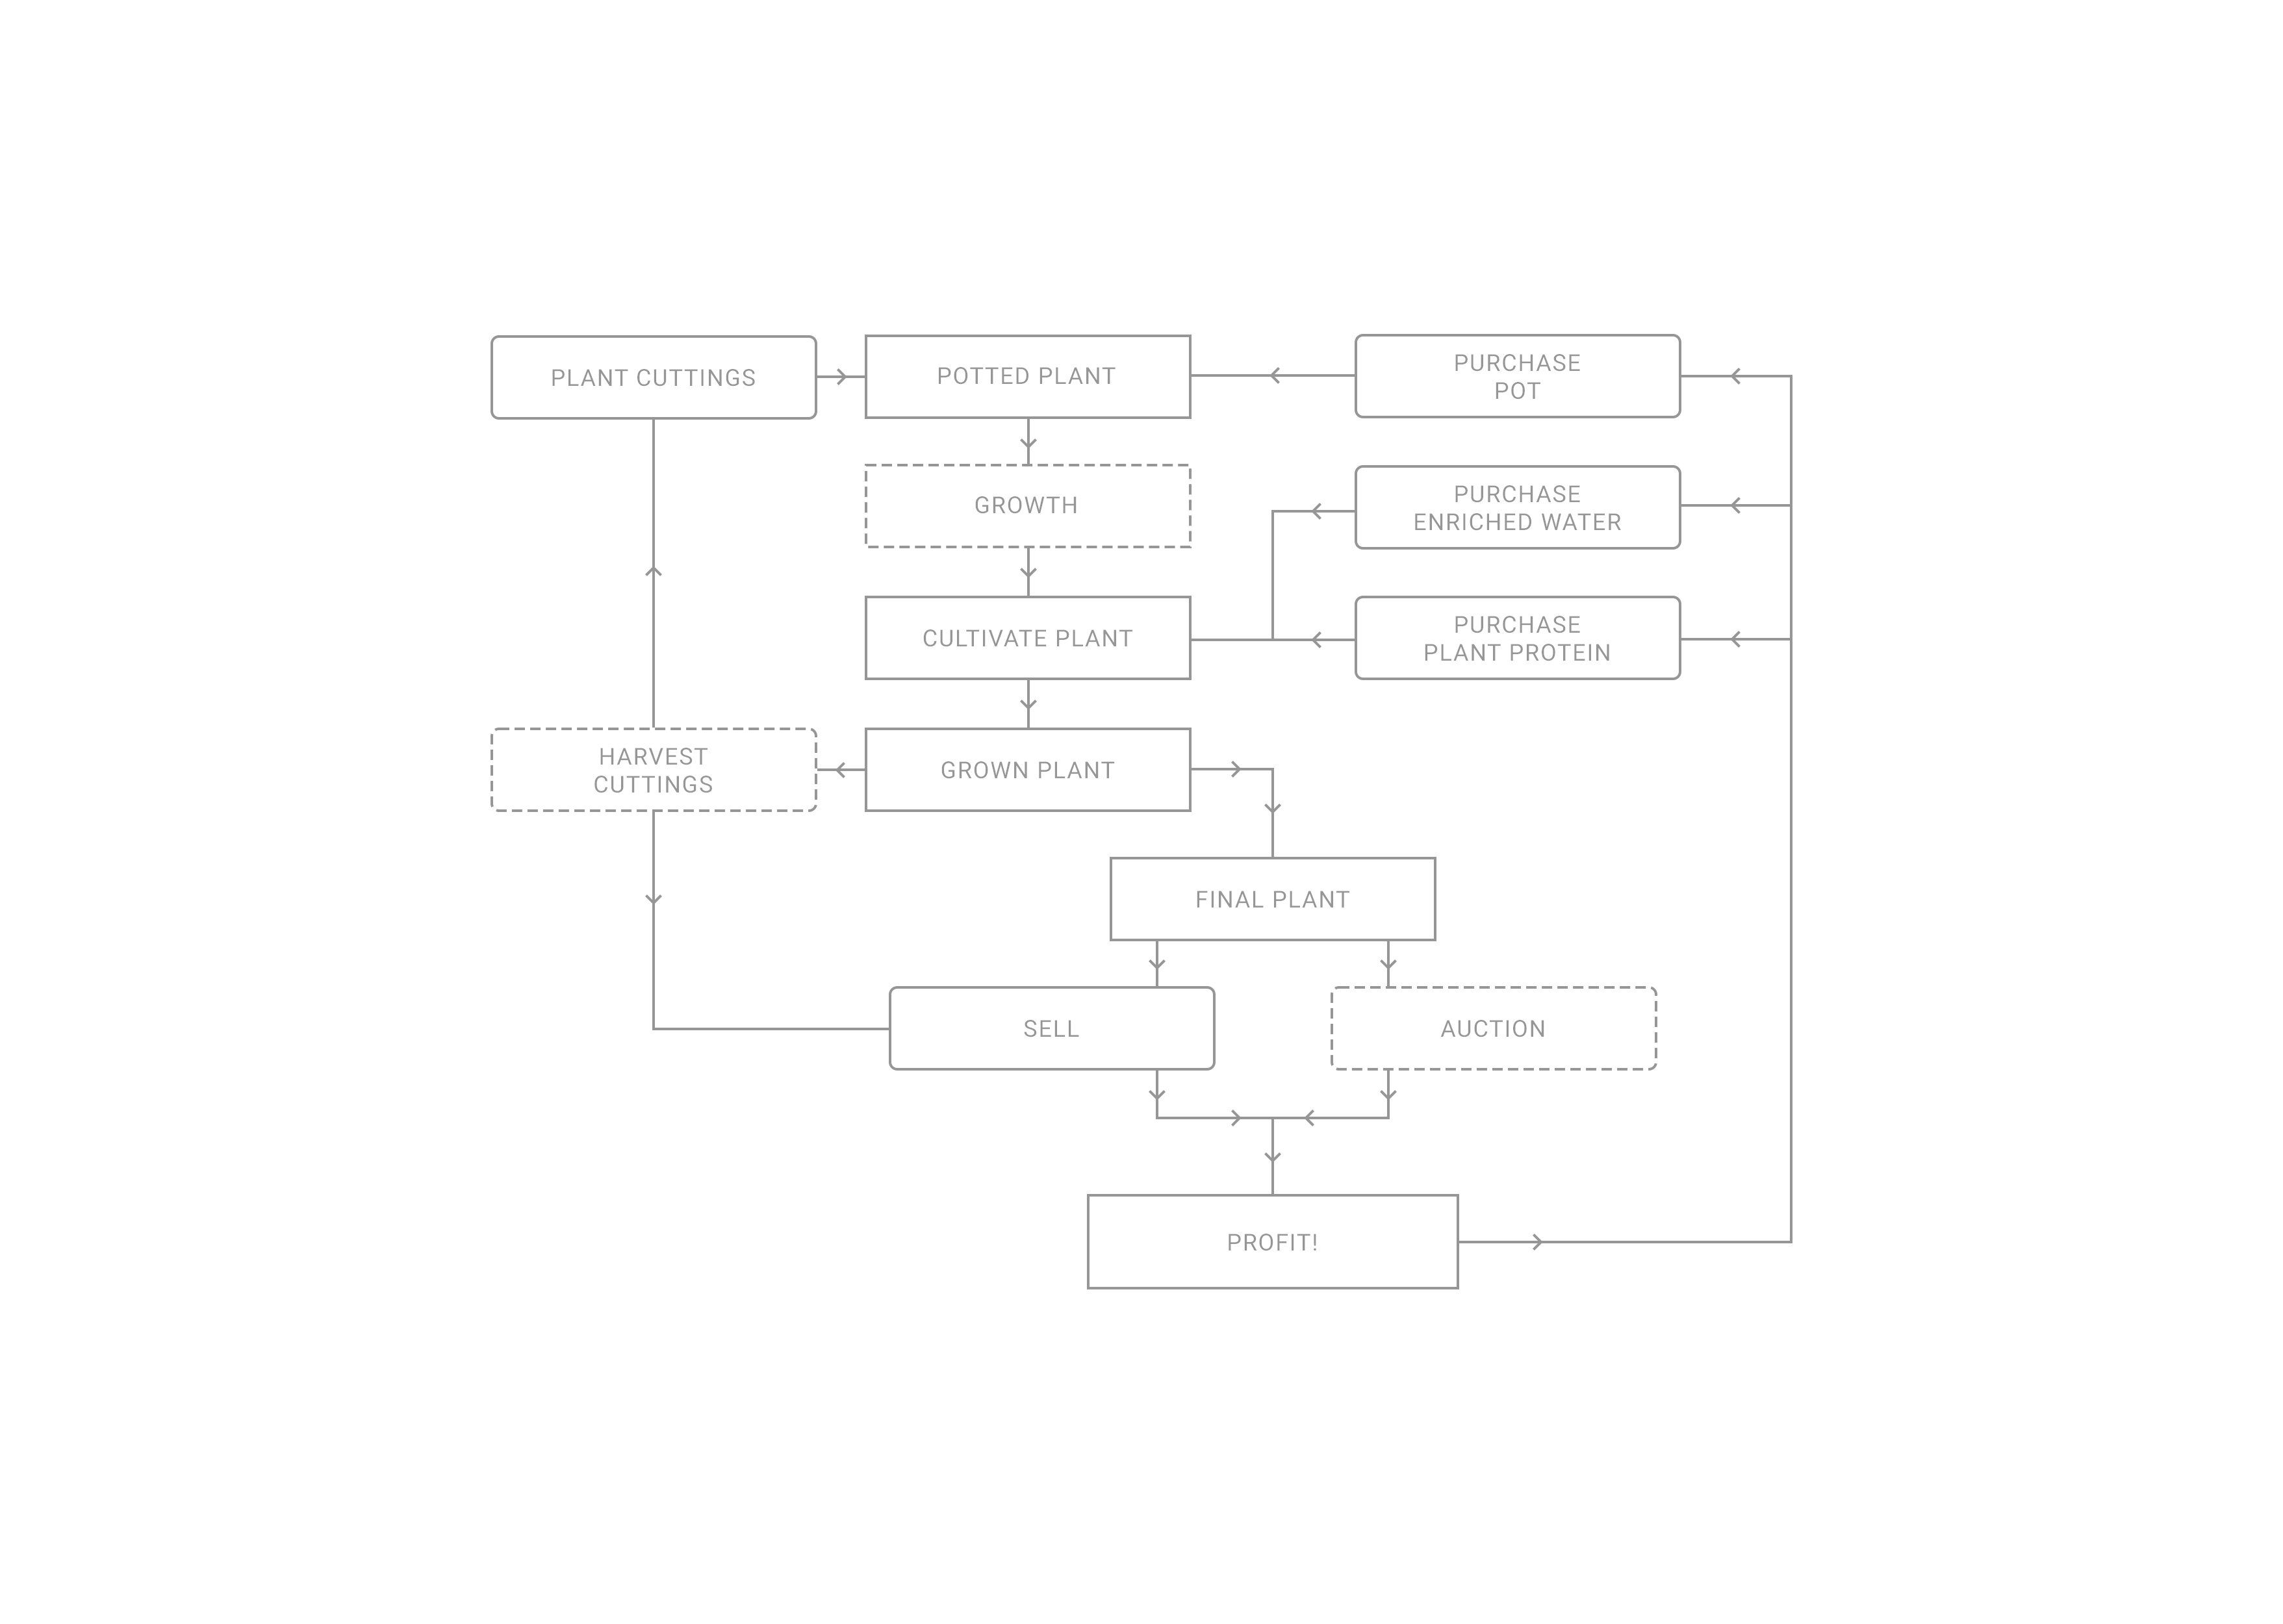 PLANT CUTTINGS
POTTED PLANT
PURCHASE
POT
GROWTH
PURCHASE
ENRICHED WATER
CULTIVATE PLANT
PURCHASE
PLANT PROTEIN
HARVEST
CUTTINGS
GROWN PLANT
FINAL PLANT
SELL
AUCTION
PROFIT!